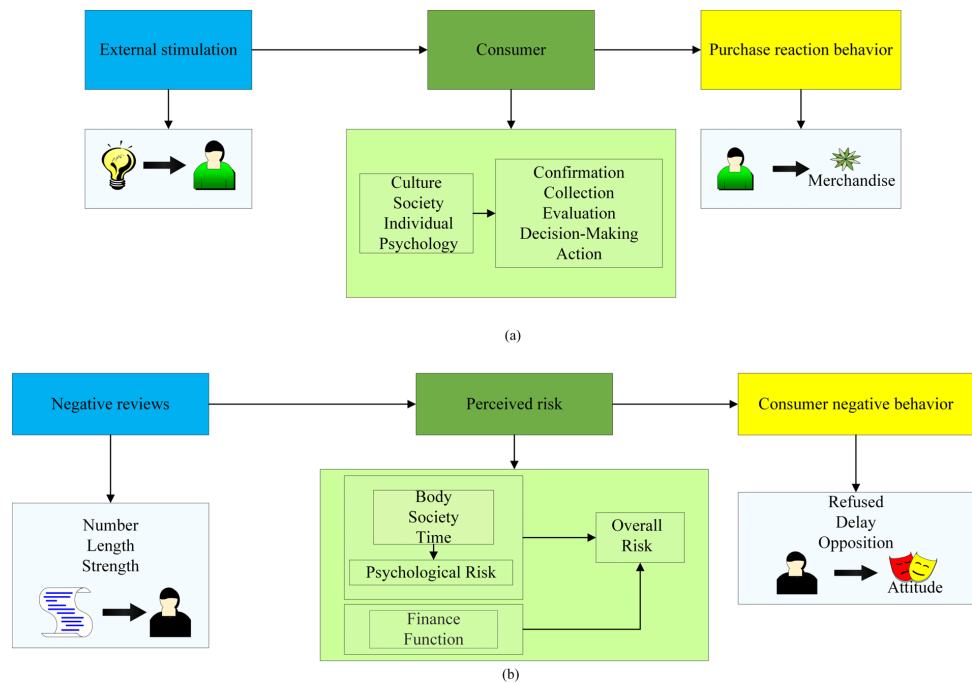 External stimulation
Consumer
Purchase reaction behavior
Culture
Society
Individual
Psychology
Confirmation
Collection
Evaluation
Decision-Making
Action
Merchandise
(a)
Negative reviews
Perceived risk
Consumer negative behavior
Number
Length
Strength
Body
Society
Time
Psychological Risk
Overall
Risk
Finance
Function
Refused
Delay
Opposition
Attitude
(b)